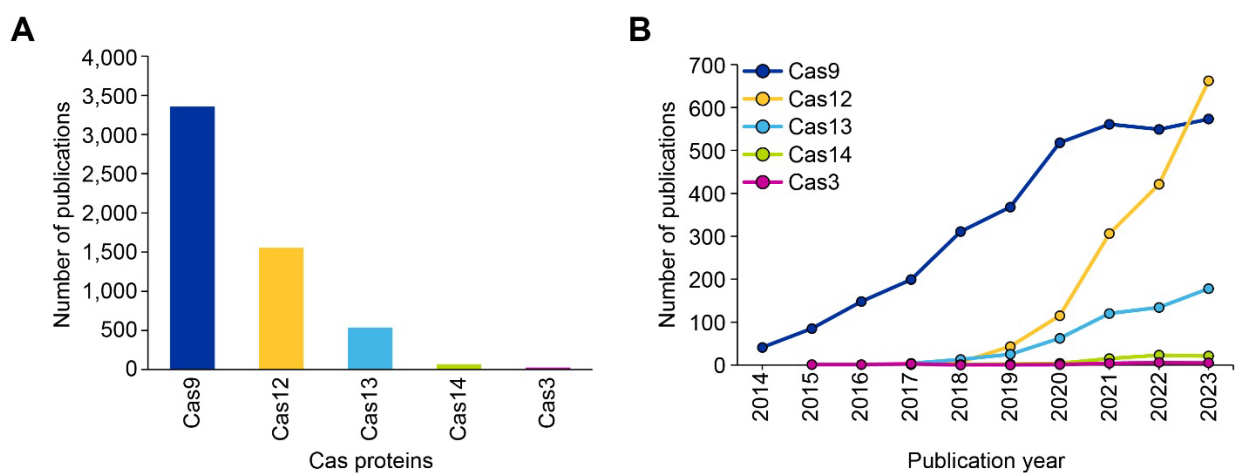 A
Number of publications
4,000
3,500
3,000
2,500
2,000
1,500
1,000
500
0
Cas9
Cas12
Cas13
Cas14
Cas3
Cas proteins
B
Number of publications
700
600
500
400
300
200
100
0
Cas9
Cas12
Cas13
Cas14
Cas3
2014
2015
2016
2017
2018
2019
2020
2021
2022
2023
Publication year